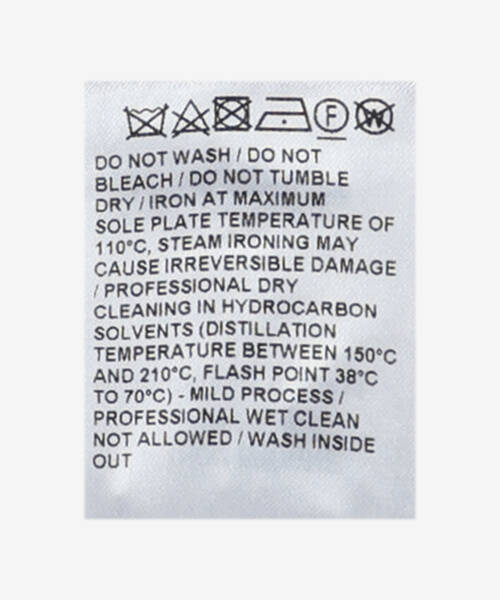 F W
DO NOT WASH / DO NOT
BLEACH / DO NOT TUMBLE
DRY / IRON AT MAXIMUM
SOLE PLATE TEMPERATURE OF
110°C, STEAM IRONING MAY
CAUSE IRREVERSIBLE DAMAGE
/ PROFESSIONAL DRY
CLEANING IN HYDROCARBON
SOLVENTS (DISTILLATION
TEMPERATURE BETWEEN 150°C
AND 210°C, FLASH POINT 38°C
TO 70°C) - MILD PROCESS /
PROFESSIONAL WET CLEAN
NOT ALLOWED / WASH INSIDE
OUT